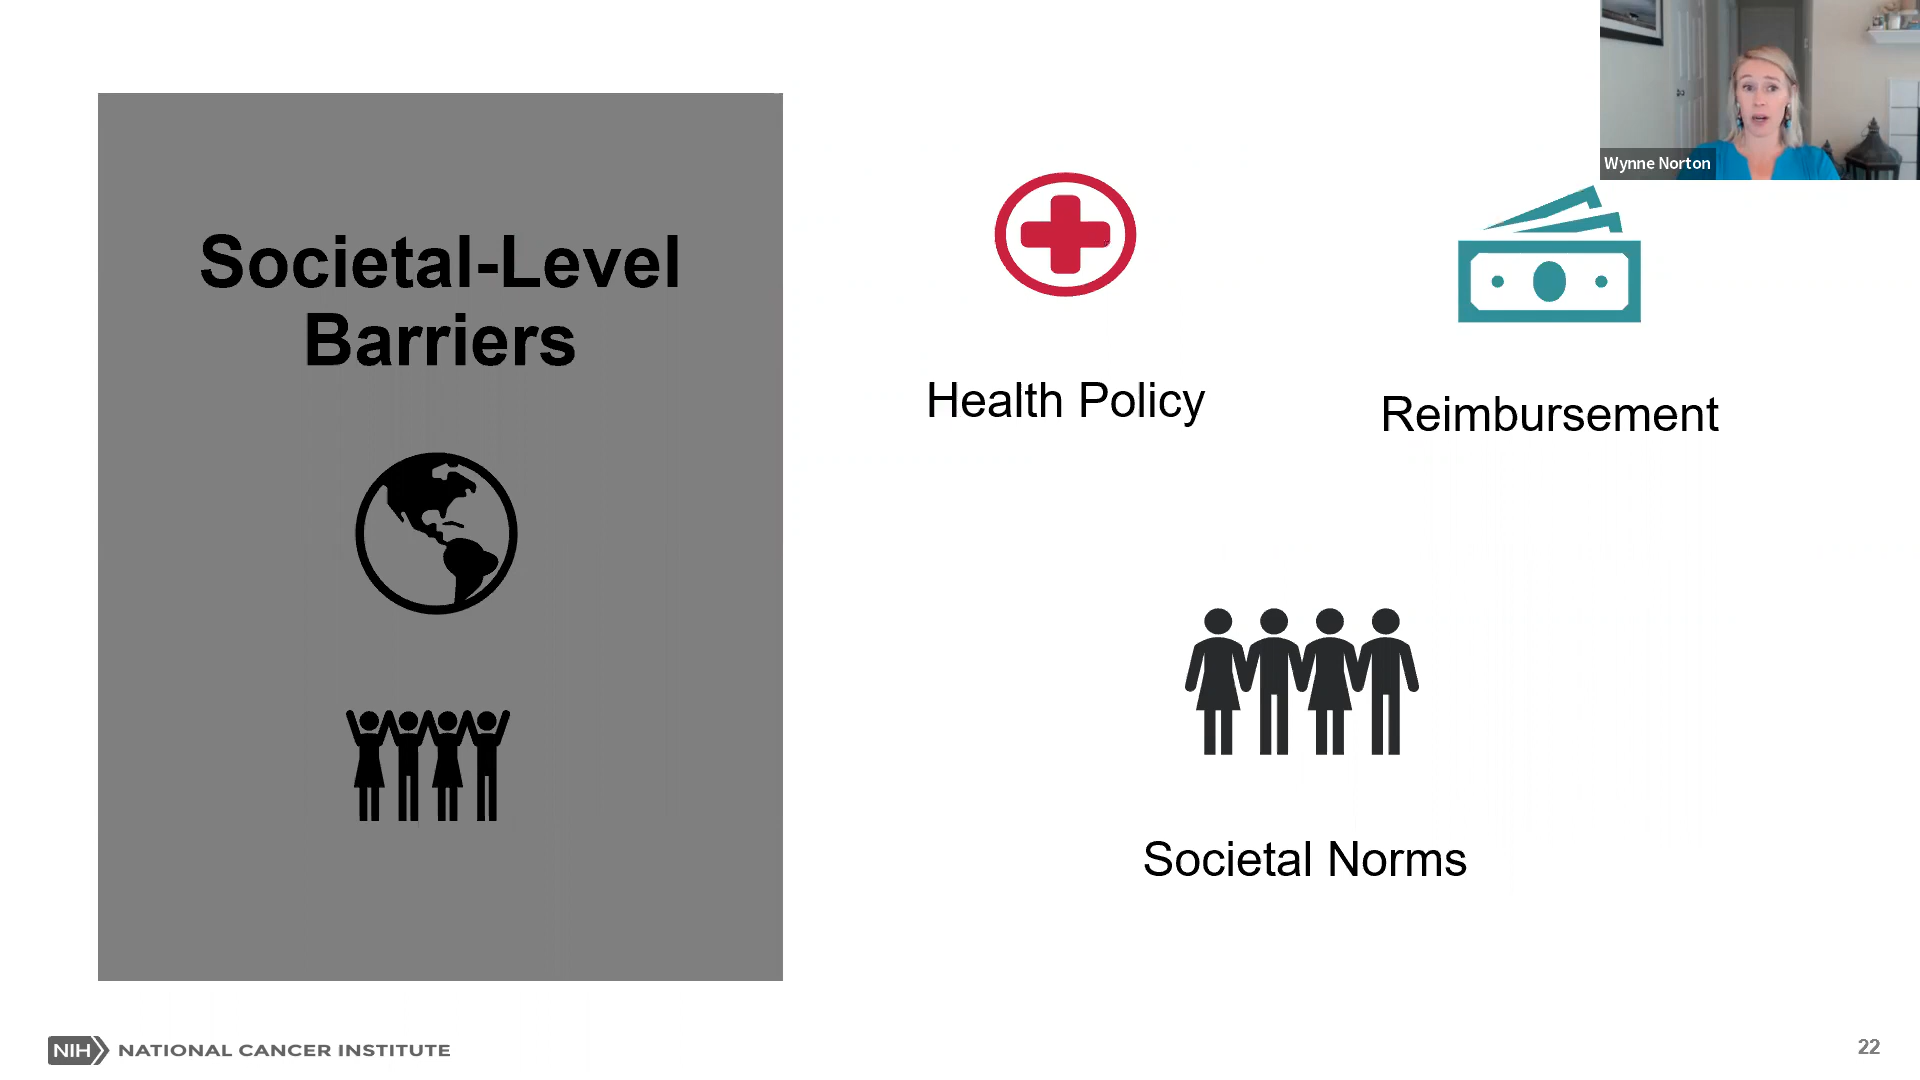 Wynne Norton
Societal-Level
Barriers
Health Policy
Reimbursement
Societal Norms
NIH NATIONAL CANCER INSTITUTE
22